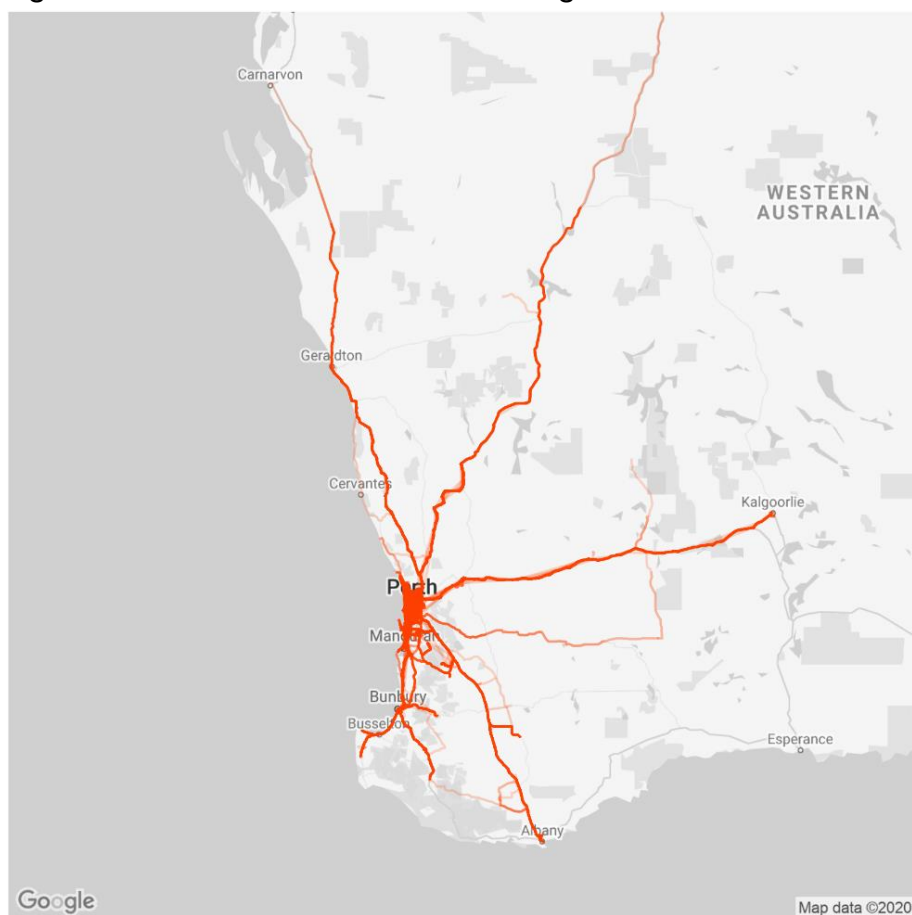 Carnarvon
WESTERN
AUSTRALIA
Geraldton
Cervantes
Kalgoorlie
Perth
Mandurah
Bunbury
Busselton
Esperance
Albany
Google
Map data ©2020